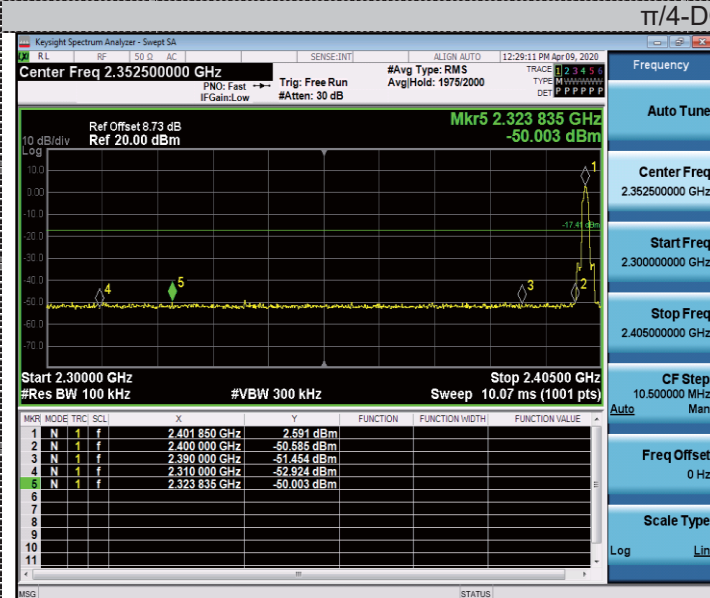 π/4-D
Keysight Spectrum Analyzer - Swept SA
RL RF 50 Ω AC SENSE:INT ALIGN AUTO 12:29:11 PM Apr 09, 2020
Center Freq 2.352500000 GHz
PNO: Fast
IFGain:Low
Trig: Free Run
#Atten: 30 dB
#Avg Type: RMS
Avg|Hold: 1975/2000
TRACE 1 2 3 4 5 6
TYPE M
DET P P P P P P
Ref Offset 8.73 dB
Ref 20.00 dBm
10 dB/div
Log
Mkr5 2.323 835 GHz
-50.003 dBm
10.0
0.00
-10.0
-20.0
-30.0
-40.0
-50.0
-60.0
-70.0
-17.41 dBm
1
2
3
4
5
Start 2.30000 GHz
Stop 2.40500 GHz
#Res BW 100 kHz
#VBW 300 kHz
Sweep 10.07 ms (1001 pts)
MKR MODE TRC SCL X Y FUNCTION FUNCTION WIDTH FUNCTION VALUE
1 N 1 f 2.401 850 GHz 2.591 dBm
2 N 1 f 2.400 000 GHz -50.585 dBm
3 N 1 f 2.390 000 GHz -51.454 dBm
4 N 1 f 2.310 000 GHz -52.924 dBm
5 N 1 f 2.323 835 GHz -50.003 dBm
6
7
8
9
10
11
MSG
STATUS
Frequency
Auto Tune
Center Freq
2.352500000 GHz
Start Freq
2.300000000 GHz
Stop Freq
2.405000000 GHz
CF Step
10.500000 MHz
Auto Man
Freq Offset
0 Hz
Scale Type
Log Lin